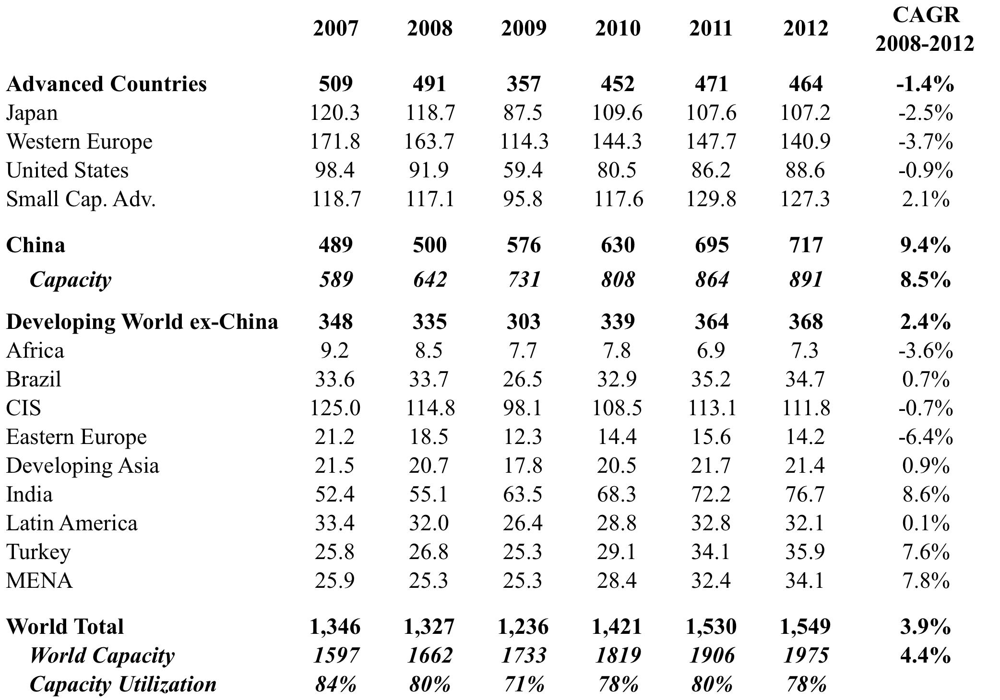 2007 2008 2009 2010 2011 2012 CAGR 2008-2012
Advanced Countries 509 491 357 452 471 464 -1.4%
Japan 120.3 118.7 87.5 109.6 107.6 107.2 -2.5%
Western Europe 171.8 163.7 114.3 144.3 147.7 140.9 -3.7%
United States 98.4 91.9 59.4 80.5 86.2 88.6 -0.9%
Small Cap. Adv. 118.7 117.1 95.8 117.6 129.8 127.3 2.1%
China 489 500 576 630 695 717 9.4%
Capacity 589 642 731 808 864 891 8.5%
Developing World ex-China 348 335 303 339 364 368 2.4%
Africa 9.2 8.5 7.7 7.8 6.9 7.3 -3.6%
Brazil 33.6 33.7 26.5 32.9 35.2 34.7 0.7%
CIS 125.0 114.8 98.1 108.5 113.1 111.8 -0.7%
Eastern Europe 21.2 18.5 12.3 14.4 15.6 14.2 -6.4%
Developing Asia 21.5 20.7 17.8 20.5 21.7 21.4 0.9%
India 52.4 55.1 63.5 68.3 72.2 76.7 8.6%
Latin America 33.4 32.0 26.4 28.8 32.8 32.1 0.1%
Turkey 25.8 26.8 25.3 29.1 34.1 35.9 7.6%
MENA 25.9 25.3 25.3 28.4 32.4 34.1 7.8%
World Total 1,346 1,327 1,236 1,421 1,530 1,549 3.9%
World Capacity 1597 1662 1733 1819 1906 1975 4.4%
Capacity Utilization 84% 80% 71% 78% 80% 78%